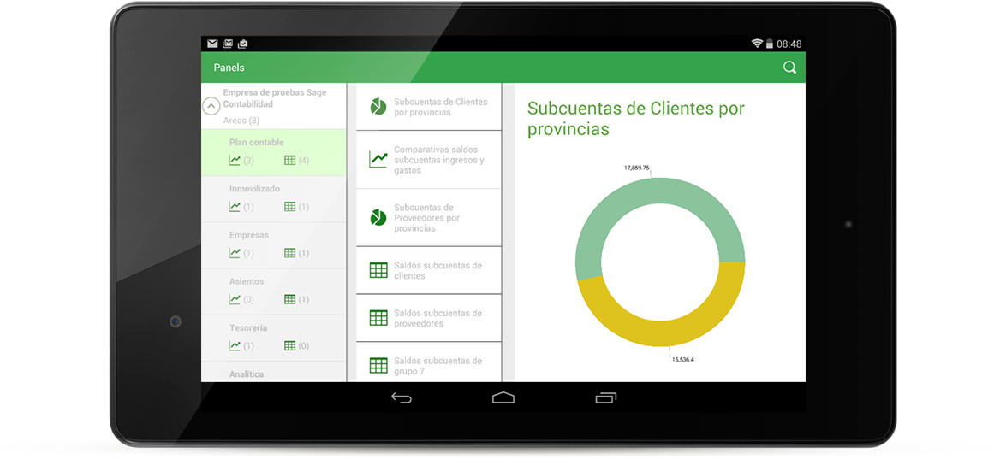 08:48
Panels
Empresa de pruebas Sage
Contabilidad
Areas (8)
Plan contable
(3) (4)
Inmovilizado
(1) (1)
Empresas
(1) (1)
Asientos
(0) (1)
Tesorería
(1) (0)
Analítica
Subcuentas de Clientes
por provincias
Comparativas saldos
subcuentas ingresos y
gastos
Subcuentas de
Proveedores por
provincias
Saldos subcuentas de
clientes
Saldos subcuentas de
proveedores
Saldos subcuentas de
grupo 7
Subcuentas de Clientes por
provincias
17,859.75
15,536.4